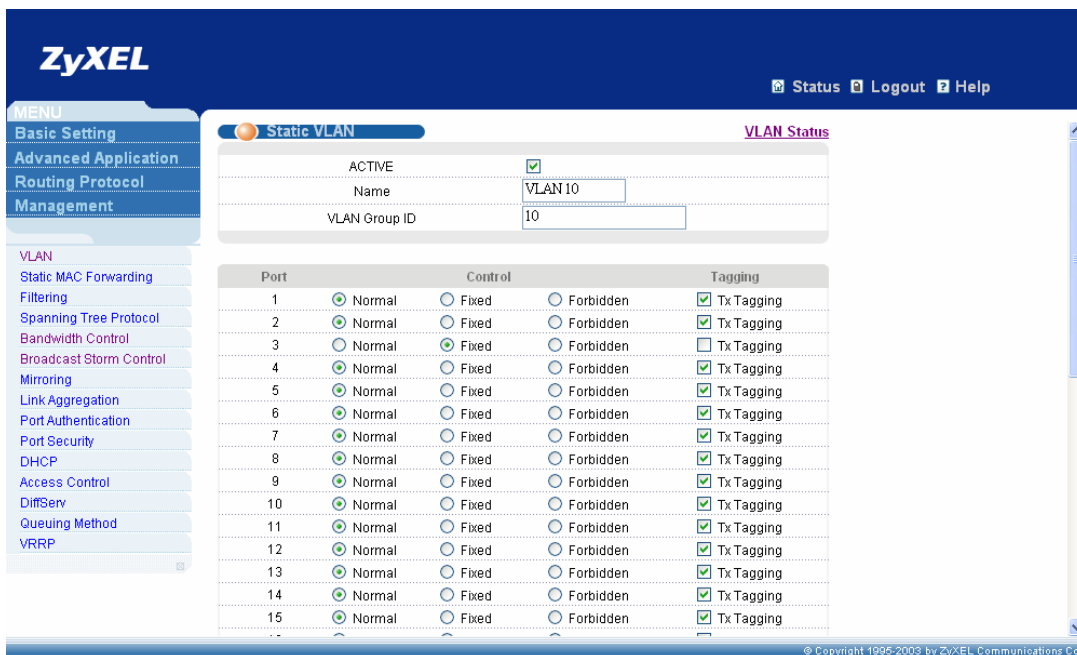 ZyXEL
Status Logout Help
MENU
Basic Setting
Advanced Application
Routing Protocol
Management
VLAN
Static MAC Forwarding
Filtering
Spanning Tree Protocol
Bandwidth Control
Broadcast Storm Control
Mirroring
Link Aggregation
Port Authentication
Port Security
DHCP
Access Control
DiffServ
Queuing Method
VRRP
Static VLAN VLAN Status
ACTIVE
Name VLAN 10
VLAN Group ID 10
Port Control Tagging
1 Normal Fixed Forbidden Tx Tagging
2 Normal Fixed Forbidden Tx Tagging
3 Normal Fixed Forbidden Tx Tagging
4 Normal Fixed Forbidden Tx Tagging
5 Normal Fixed Forbidden Tx Tagging
6 Normal Fixed Forbidden Tx Tagging
7 Normal Fixed Forbidden Tx Tagging
8 Normal Fixed Forbidden Tx Tagging
9 Normal Fixed Forbidden Tx Tagging
10 Normal Fixed Forbidden Tx Tagging
11 Normal Fixed Forbidden Tx Tagging
12 Normal Fixed Forbidden Tx Tagging
13 Normal Fixed Forbidden Tx Tagging
14 Normal Fixed Forbidden Tx Tagging
15 Normal Fixed Forbidden Tx Tagging
© Copyright 1995-2003 by ZyXEL Communications Co